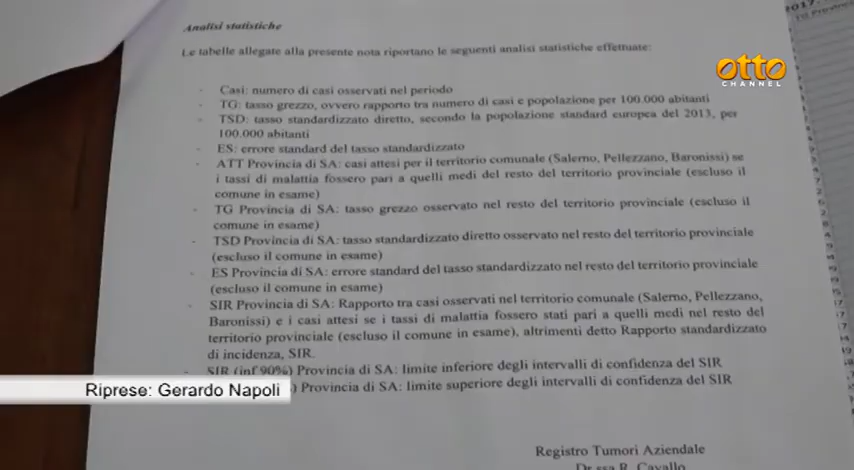 Analisi statistiche
Le tabelle allegate alla presente nota riportano le seguenti analisi statistiche effettuate:
- Casi: numero di casi osservati nel periodo
- TG: tasso grezzo, ovvero rapporto tra numero di casi e popolazione per 100.000 abitanti
- TSD: tasso standardizzato diretto, secondo la popolazione standard europea del 2013, per
100.000 abitanti
- ES: errore standard del tasso standardizzato
- ATT Provincia di SA: casi attesi per il territorio comunale (Salerno, Pellezzano, Baronissi) se
i tassi di malattia fossero pari a quelli medi del resto del territorio provinciale (escluso il
comune in esame)
- TG Provincia di SA: tasso grezzo osservato nel resto del territorio provinciale (escluso il
comune in esame)
- TSD Provincia di SA: tasso standardizzato diretto osservato nel resto del territorio provinciale
(escluso il comune in esame)
- ES Provincia di SA: errore standard del tasso standardizzato nel resto del territorio provinciale
(escluso il comune in esame)
- SIR Provincia di SA: Rapporto tra casi osservati nel territorio comunale (Salerno, Pellezzano,
Baronissi) e i casi attesi se i tassi di malattia fossero stati pari a quelli medi nel resto del
territorio provinciale (escluso il comune in esame), altrimenti detto Rapporto standardizzato
di incidenza, SIR.
- SIR (inf 90%) Provincia di SA: limite inferiore degli intervalli di confidenza del SIR
) Provincia di SA: limite superiore degli intervalli di confidenza del SIR
Registro Tumori Aziendale
Dr.ssa R. Cavallo
otto
CHANNEL
Riprese: Gerardo Napoli
2017
TG Provincia